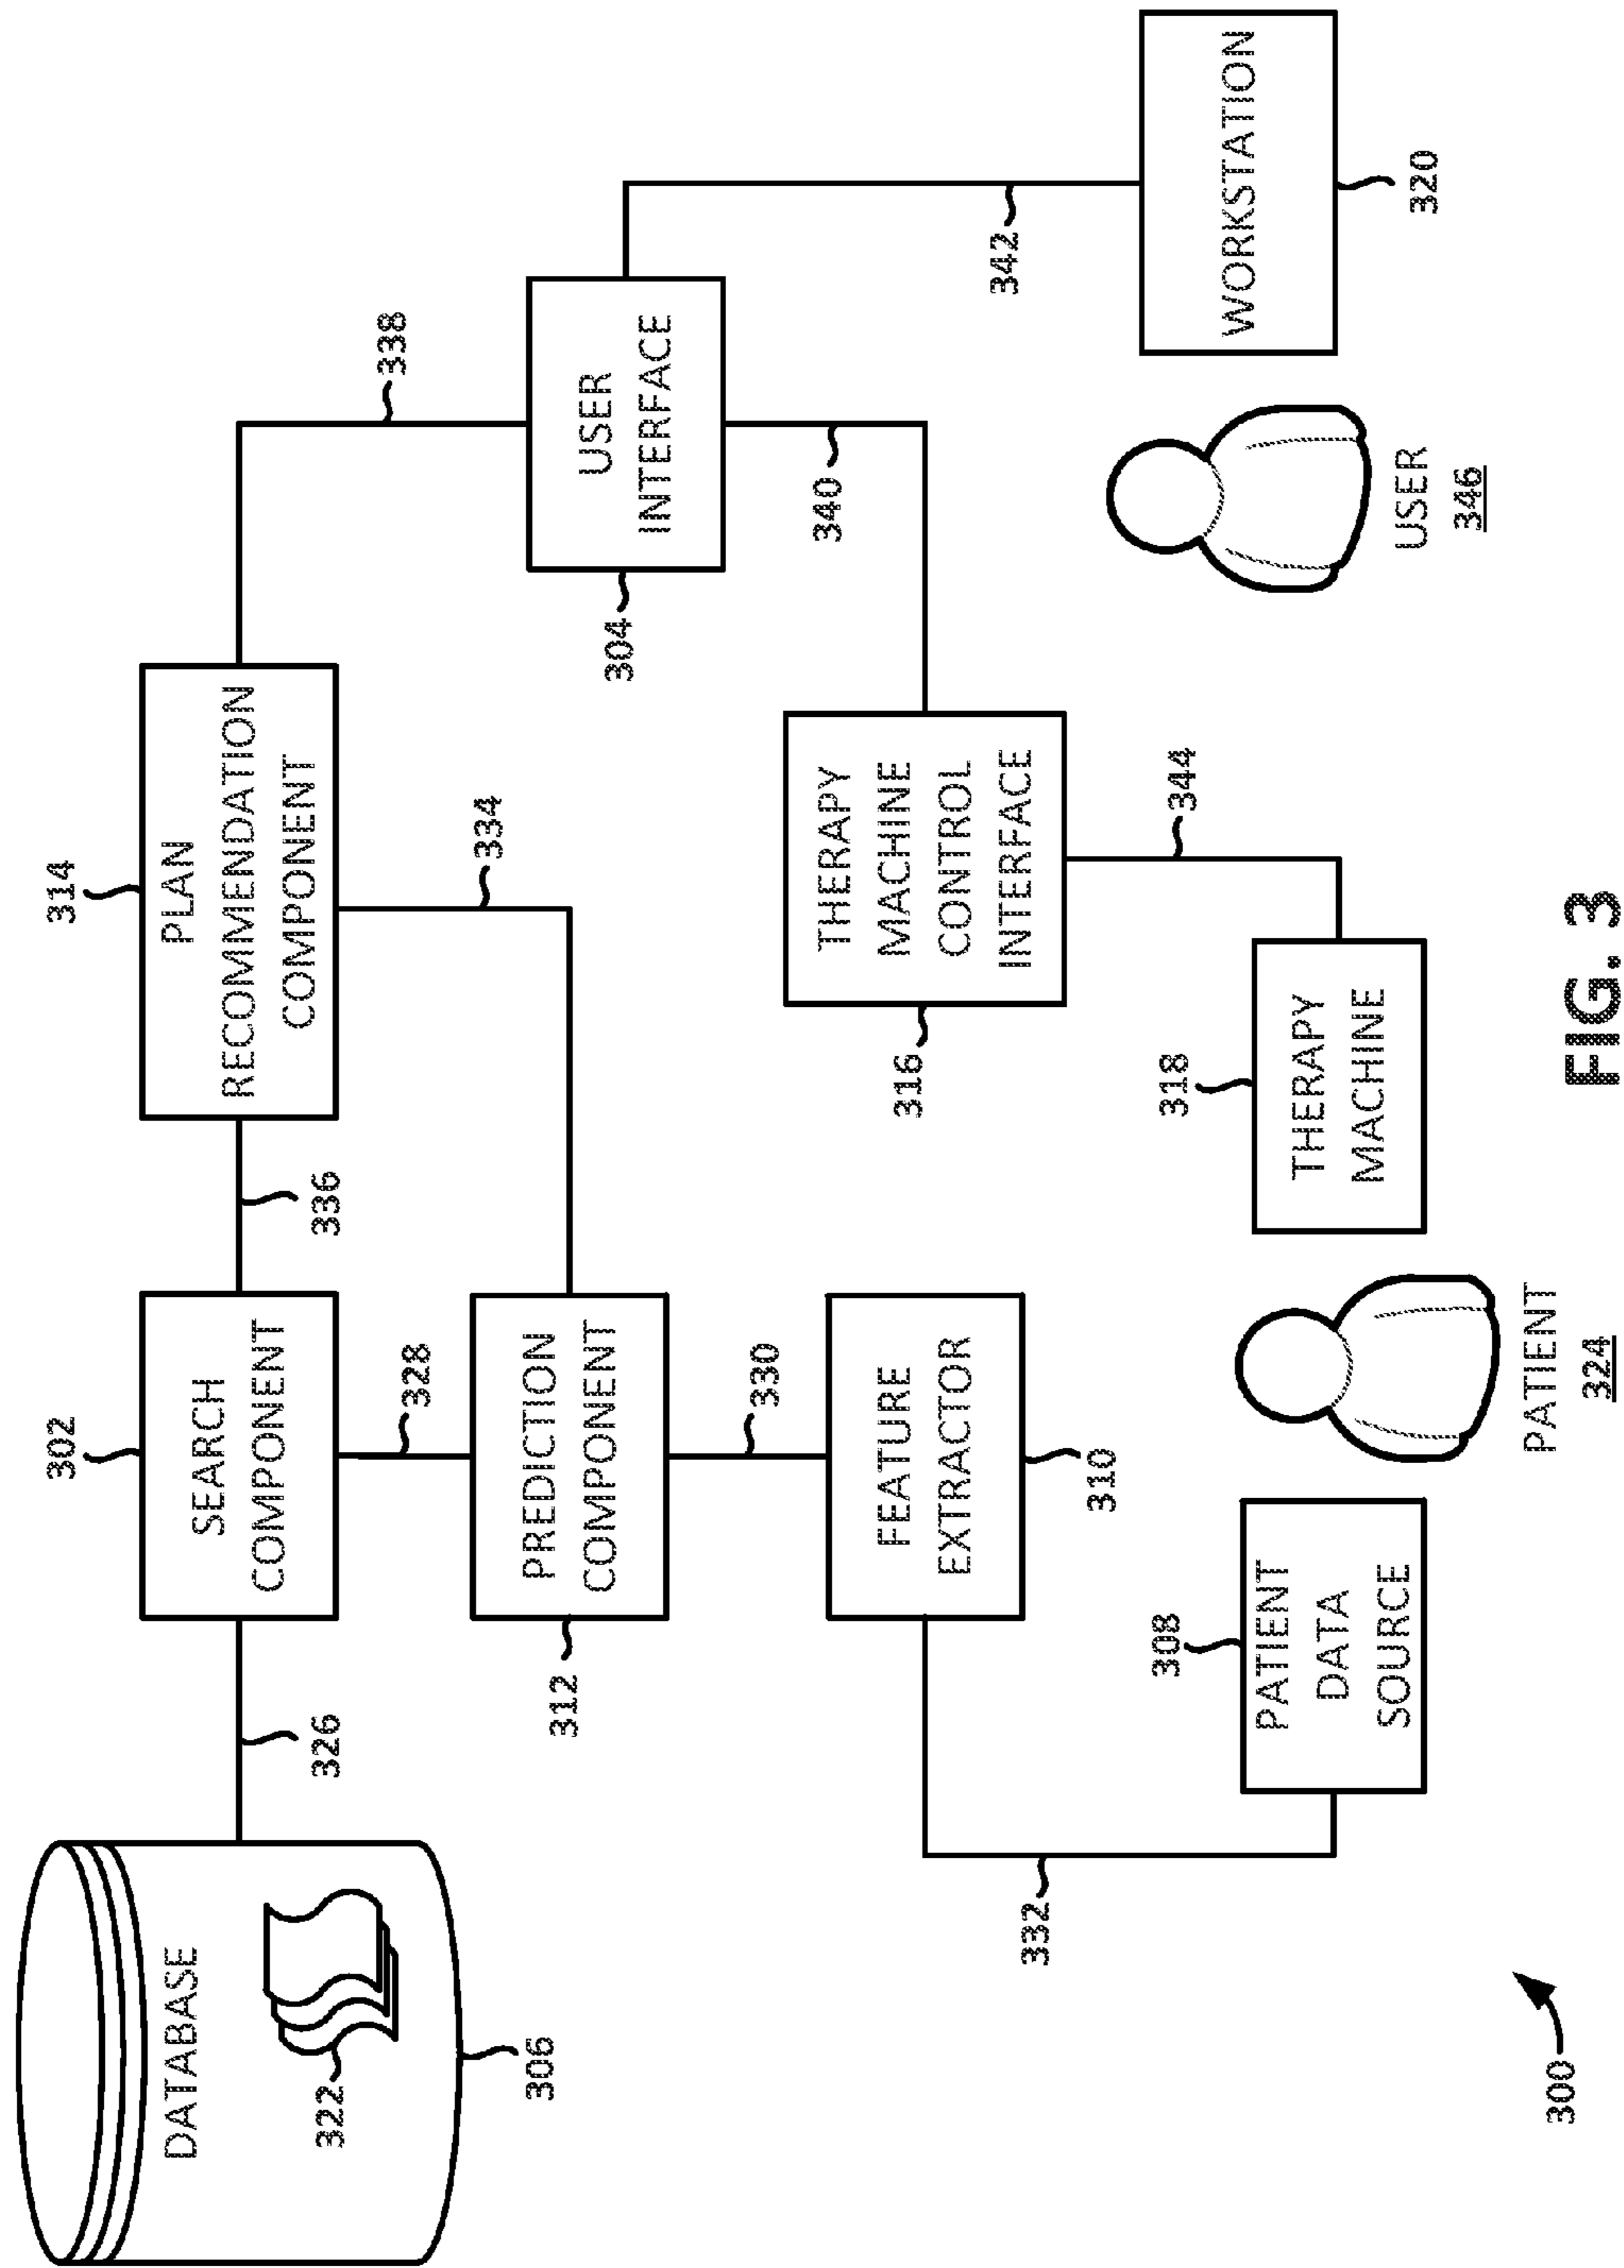 314
302
PLAN
RECOMMENDATION
COMPONENT
338
DATABASE
SEARCH
COMPONENT
336
326
322
328
334
USER
INTERFACE
304
306
PREDICTION
COMPONENT
312
330
340
THERAPY
MACHINE
CONTROL
INTERFACE
316
342
FEATURE
EXTRACTOR
310
332
344
308
318
PATIENT
DATA
SOURCE
THERAPY
MACHINE
WORKSTATION
320
USER
346
PATIENT
324
300
FIG. 3